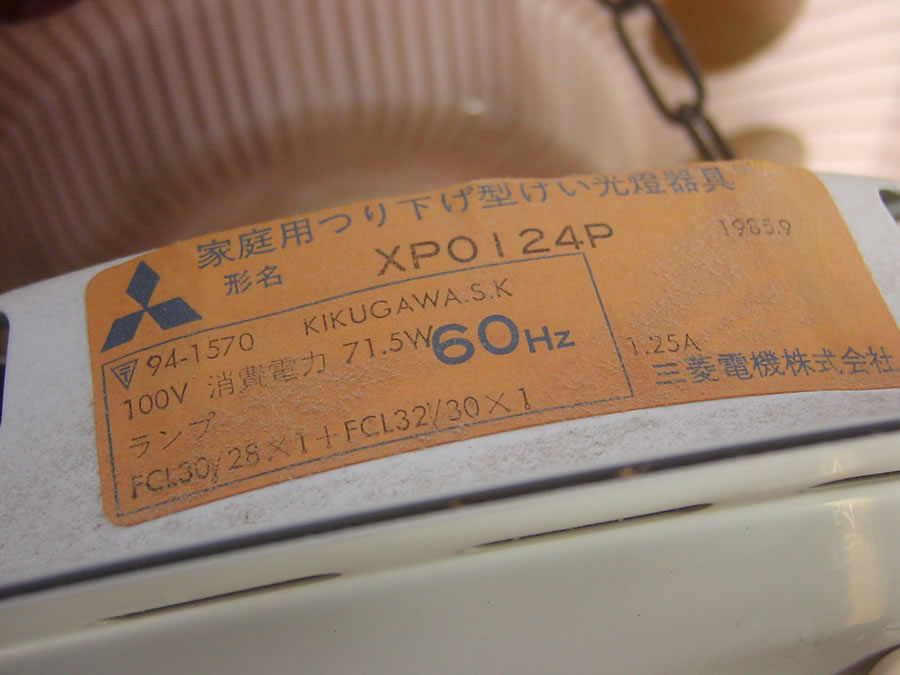 家庭用つり下げ型けい光燈器具
形名 XPO124P 1985.9
〒 94-1570 KIKUGAWA.S.K
100V 消費電力 71.5W 60Hz 1.25A
ランプ 三菱電機株式会社
FCL30/28×1+FCL32/30×1